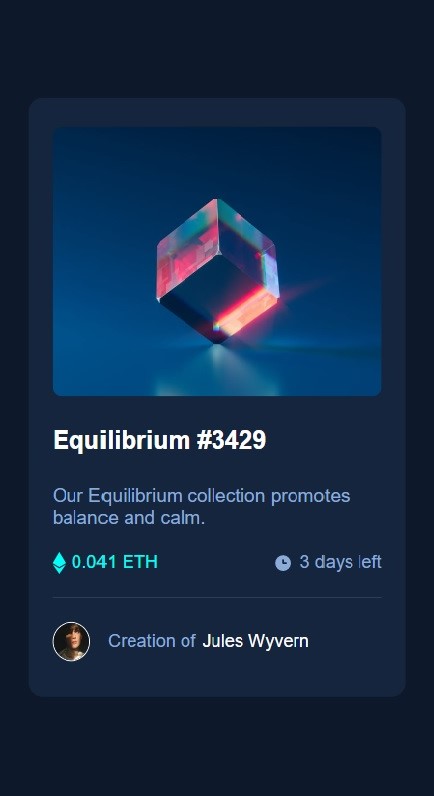 Equilibrium #3429
Our Equilibrium collection promotes
balance and calm.
0.041 ETH
3 days left
Creation of Jules Wyvern